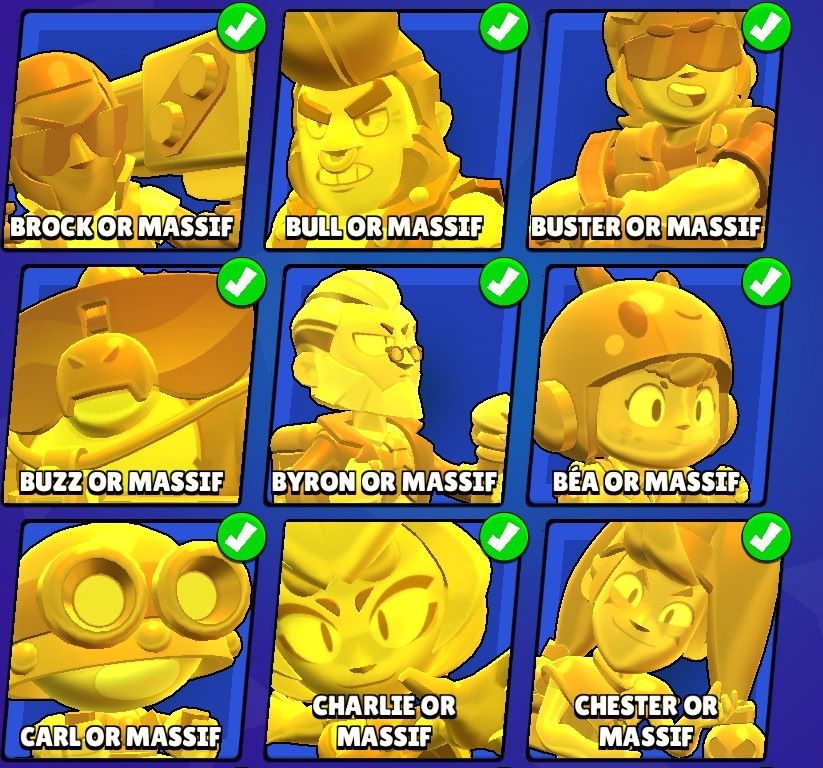 BROCK OR MASSIF
BULL OR MASSIF
BUSTER OR MASSIF
BUZZ OR MASSIF
BYRON OR MASSIF
BÉA OR MASSIF
CARL OR MASSIF
CHARLIE OR
MASSIF
CHESTER OR
MASSIF